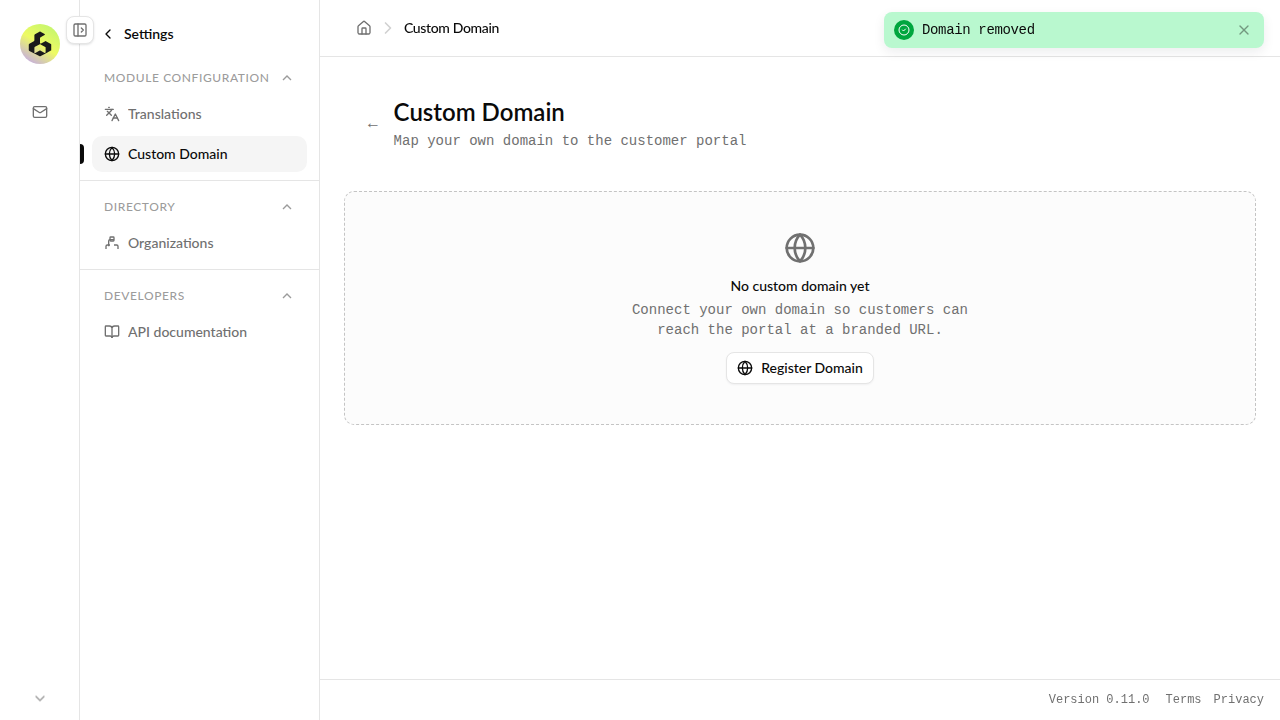 Settings
MODULE CONFIGURATION
Translations
Custom Domain
DIRECTORY
Organizations
DEVELOPERS
API documentation
Custom Domain
Domain removed
←
Custom Domain
Map your own domain to the customer portal
No custom domain yet
Connect your own domain so customers can
reach the portal at a branded URL.
Register Domain
Version 0.11.0 Terms Privacy